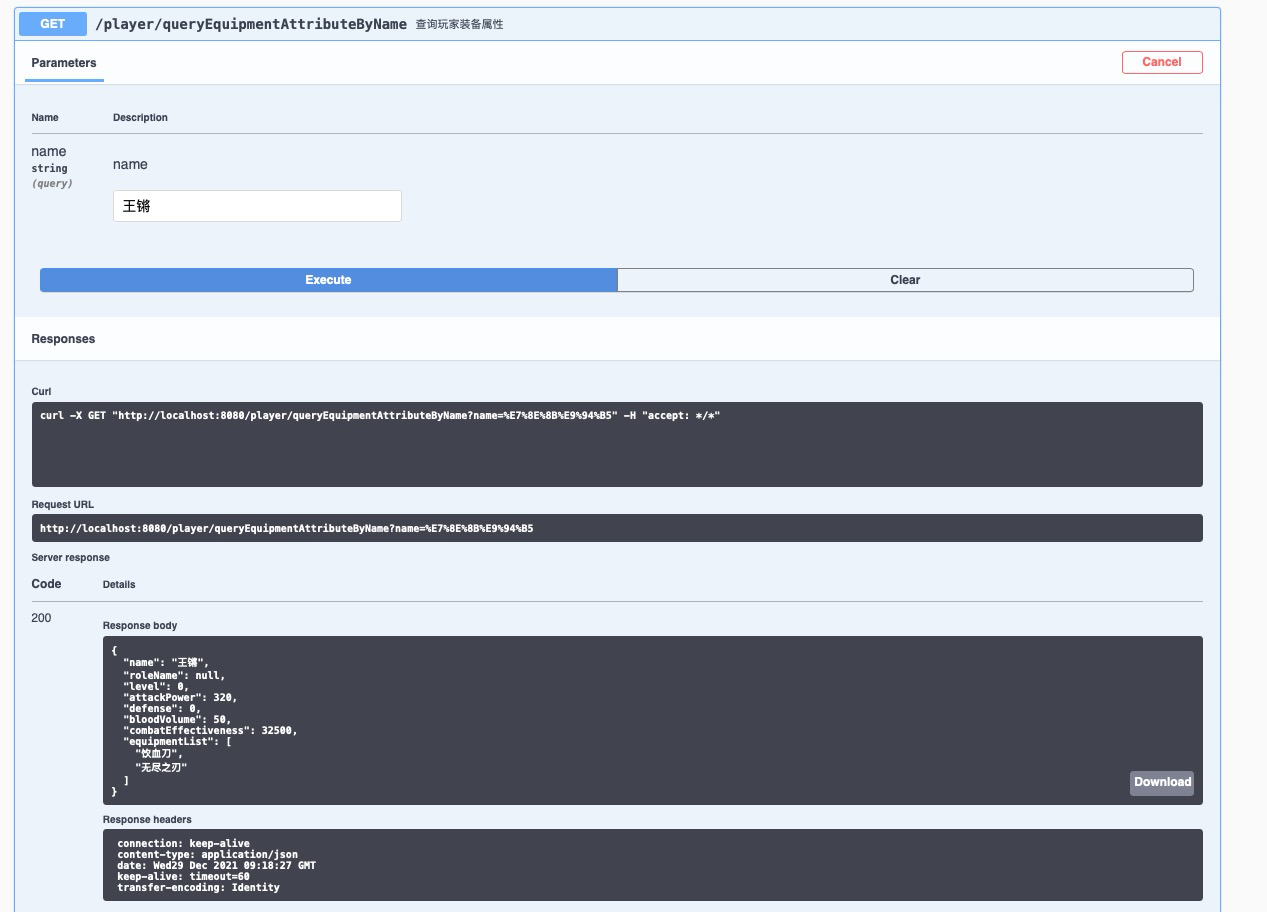 GET /player/queryEquipmentAttributeByName 查询玩家装备属性
Parameters
Cancel
Name Description
name
string
(query)
name
王锵
Execute
Clear
Responses
Curl
curl -X GET "http://localhost:8080/player/queryEquipmentAttributeByName?name=%E7%8E%8B%E9%94%B5" -H "accept: */*"
Request URL
http://localhost:8080/player/queryEquipmentAttributeByName?name=%E7%8E%8B%E9%94%B5
Server response
Code Details
200
Response body
{
"name": "王锵",
"roleName": null,
"level": 0,
"attackPower": 320,
"defense": 0,
"bloodVolume": 50,
"combatEffectiveness": 32500,
"equipmentList": [
"饮血刀",
"无尽之刃"
]
}
Download
Response headers
connection: keep-alive
content-type: application/json
date: Wed29 Dec 2021 09:18:27 GMT
keep-alive: timeout=60
transfer-encoding: Identity